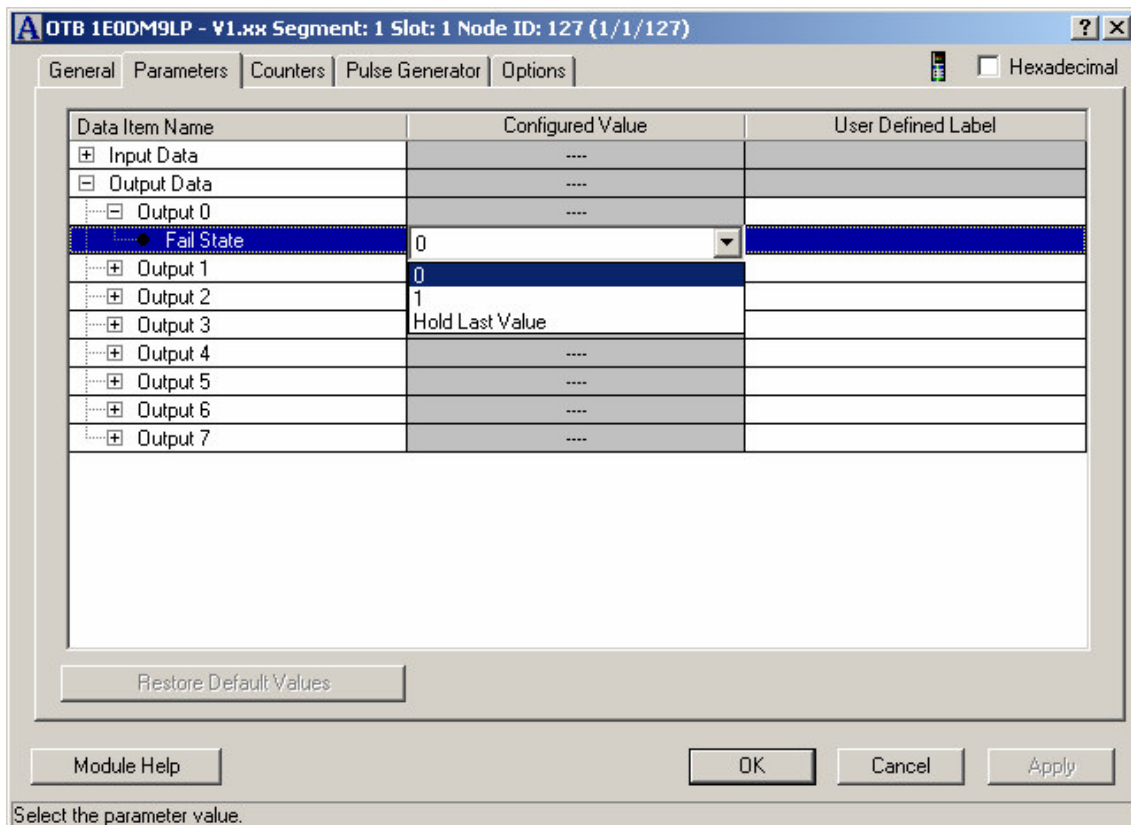 OTB 1E0DM9LP - V1.xx Segment: 1 Slot: 1 Node ID: 127 (1/1/127)
General Parameters Counters Pulse Generator Options Hexadecimal
Data Item Name Configured Value User Defined Label
Input Data ----
Output Data ----
Output 0 ----
Fail State 0
Output 1 0
Output 2 1
Output 3 Hold Last Value
Output 4 ----
Output 5 ----
Output 6 ----
Output 7 ----
Restore Default Values
Module Help OK Cancel Apply
Select the parameter value.